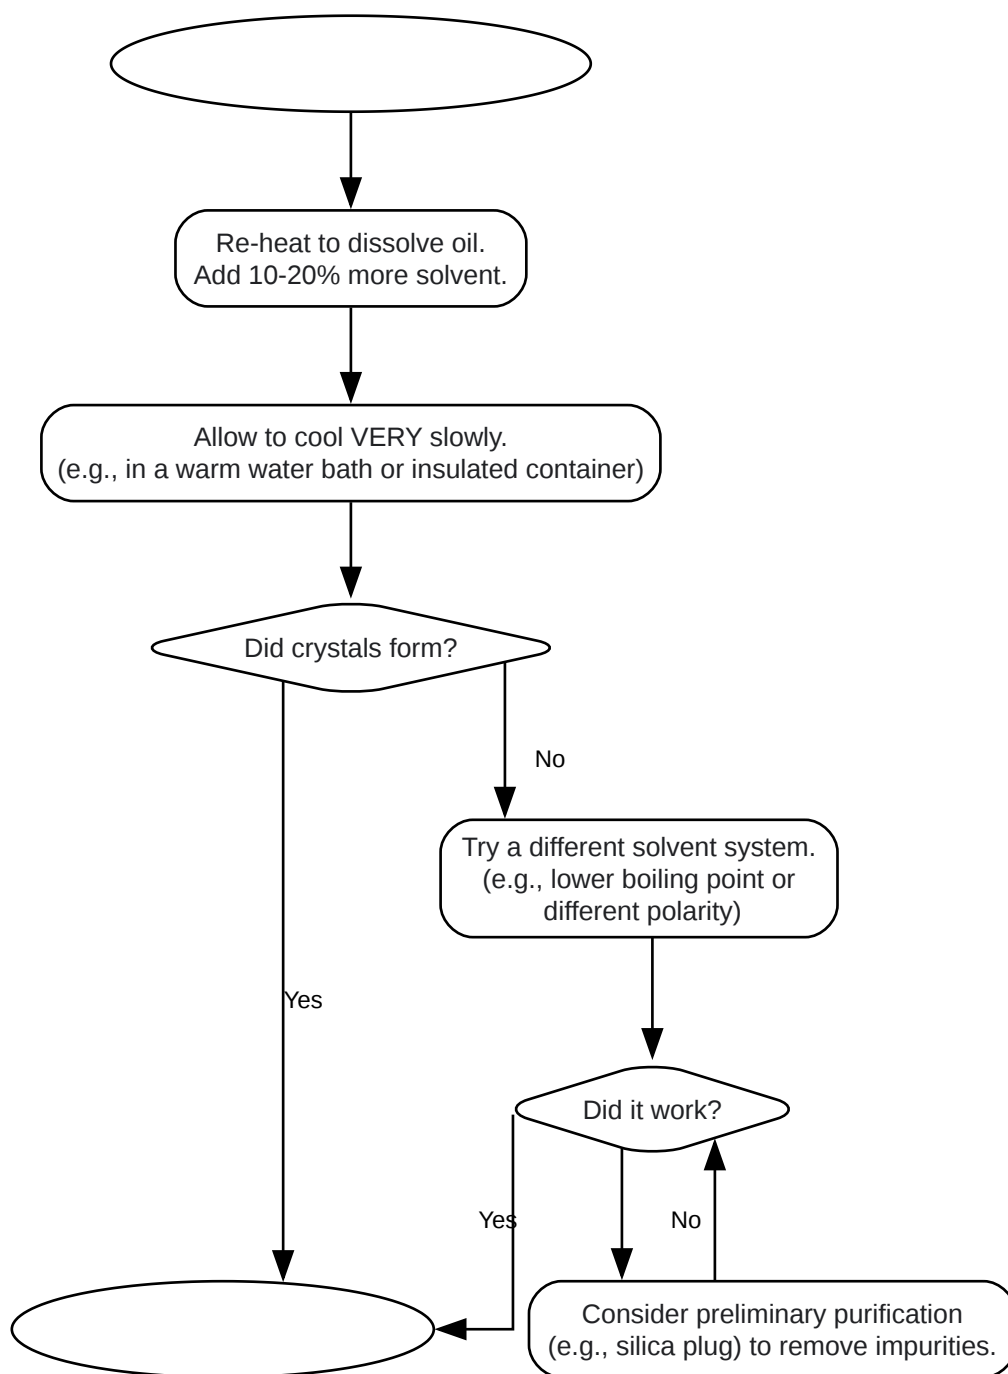 Re-heat to dissolve oil.
Add 10-20% more solvent.
Allow to cool VERY slowly.
(e.g., in a warm water bath or insulated container)
Did crystals form?
No
Try a different solvent system.
(e.g., lower boiling point or
different polarity)
Yes
Did it work?
Yes
No
Consider preliminary purification
(e.g., silica plug) to remove impurities.